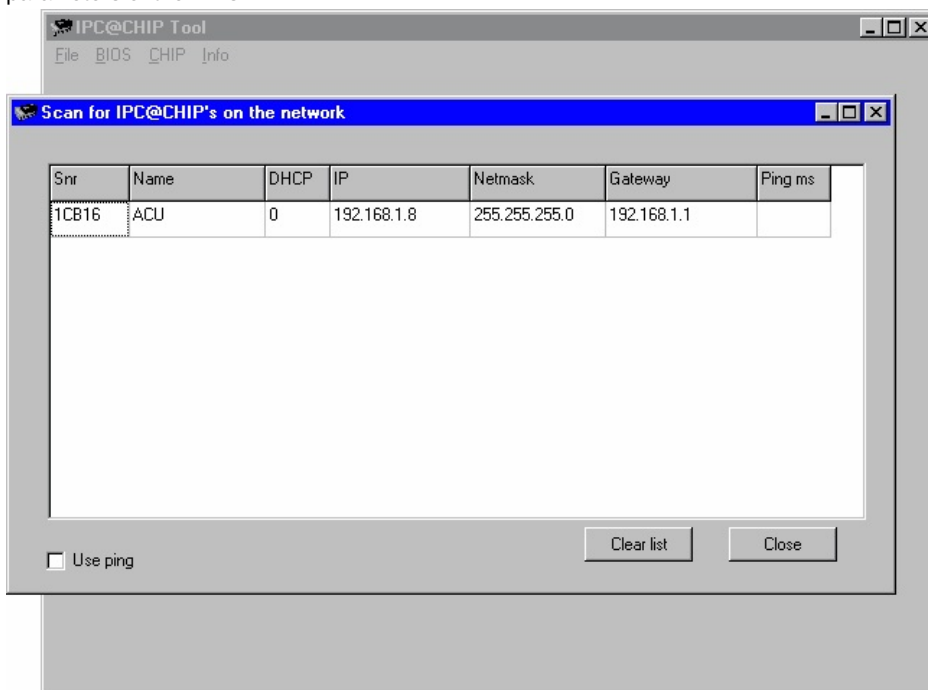 IPC@CHIP Tool
File BIOS CHIP Info
Scan for IPC@CHIP's on the network
Snr Name DHCP IP Netmask Gateway Ping ms
1CB16 ACU 0 192.168.1.8 255.255.255.0 192.168.1.1
Clear list Close
Use ping